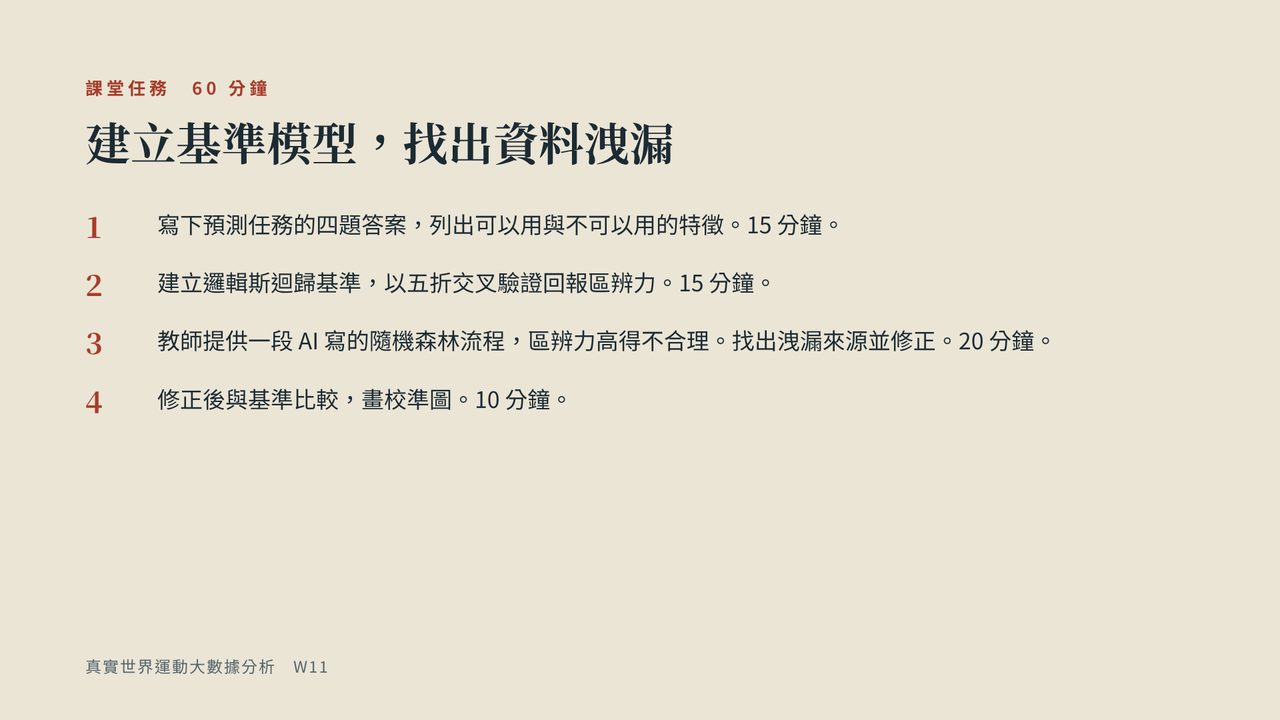 課堂任務　60 分鐘
建立基準模型，找出資料洩漏
1 寫下預測任務的四題答案，列出可以用與不可以用的特徵。15 分鐘。
2 建立邏輯斯迴歸基準，以五折交叉驗證回報區辨力。15 分鐘。
3 教師提供一段 AI 寫的隨機森林流程，區辨力高得不合理。找出洩漏來源並修正。20 分鐘。
4 修正後與基準比較，畫校準圖。10 分鐘。
真實世界運動大數據分析　W11